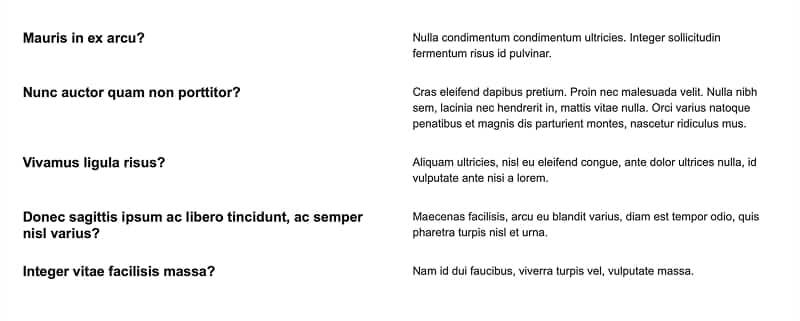 Mauris in ex arcu?
Nulla condimentum condimentum ultricies. Integer sollicitudin
fermentum risus id pulvinar.
Nunc auctor quam non porttitor?
Cras eleifend dapibus pretium. Proin nec malesuada velit. Nulla nibh
sem, lacinia nec hendrerit in, mattis vitae nulla. Orci varius natoque
penatibus et magnis dis parturient montes, nascetur ridiculus mus.
Vivamus ligula risus?
Aliquam ultricies, nisl eu eleifend congue, ante dolor ultrices nulla, id
vulputate ante nisi a lorem.
Donec sagittis ipsum ac libero tincidunt, ac semper
nisl varius?
Maecenas facilisis, arcu eu blandit varius, diam est tempor odio, quis
pharetra turpis nisl et urna.
Integer vitae facilisis massa?
Nam id dui faucibus, viverra turpis vel, vulputate massa.